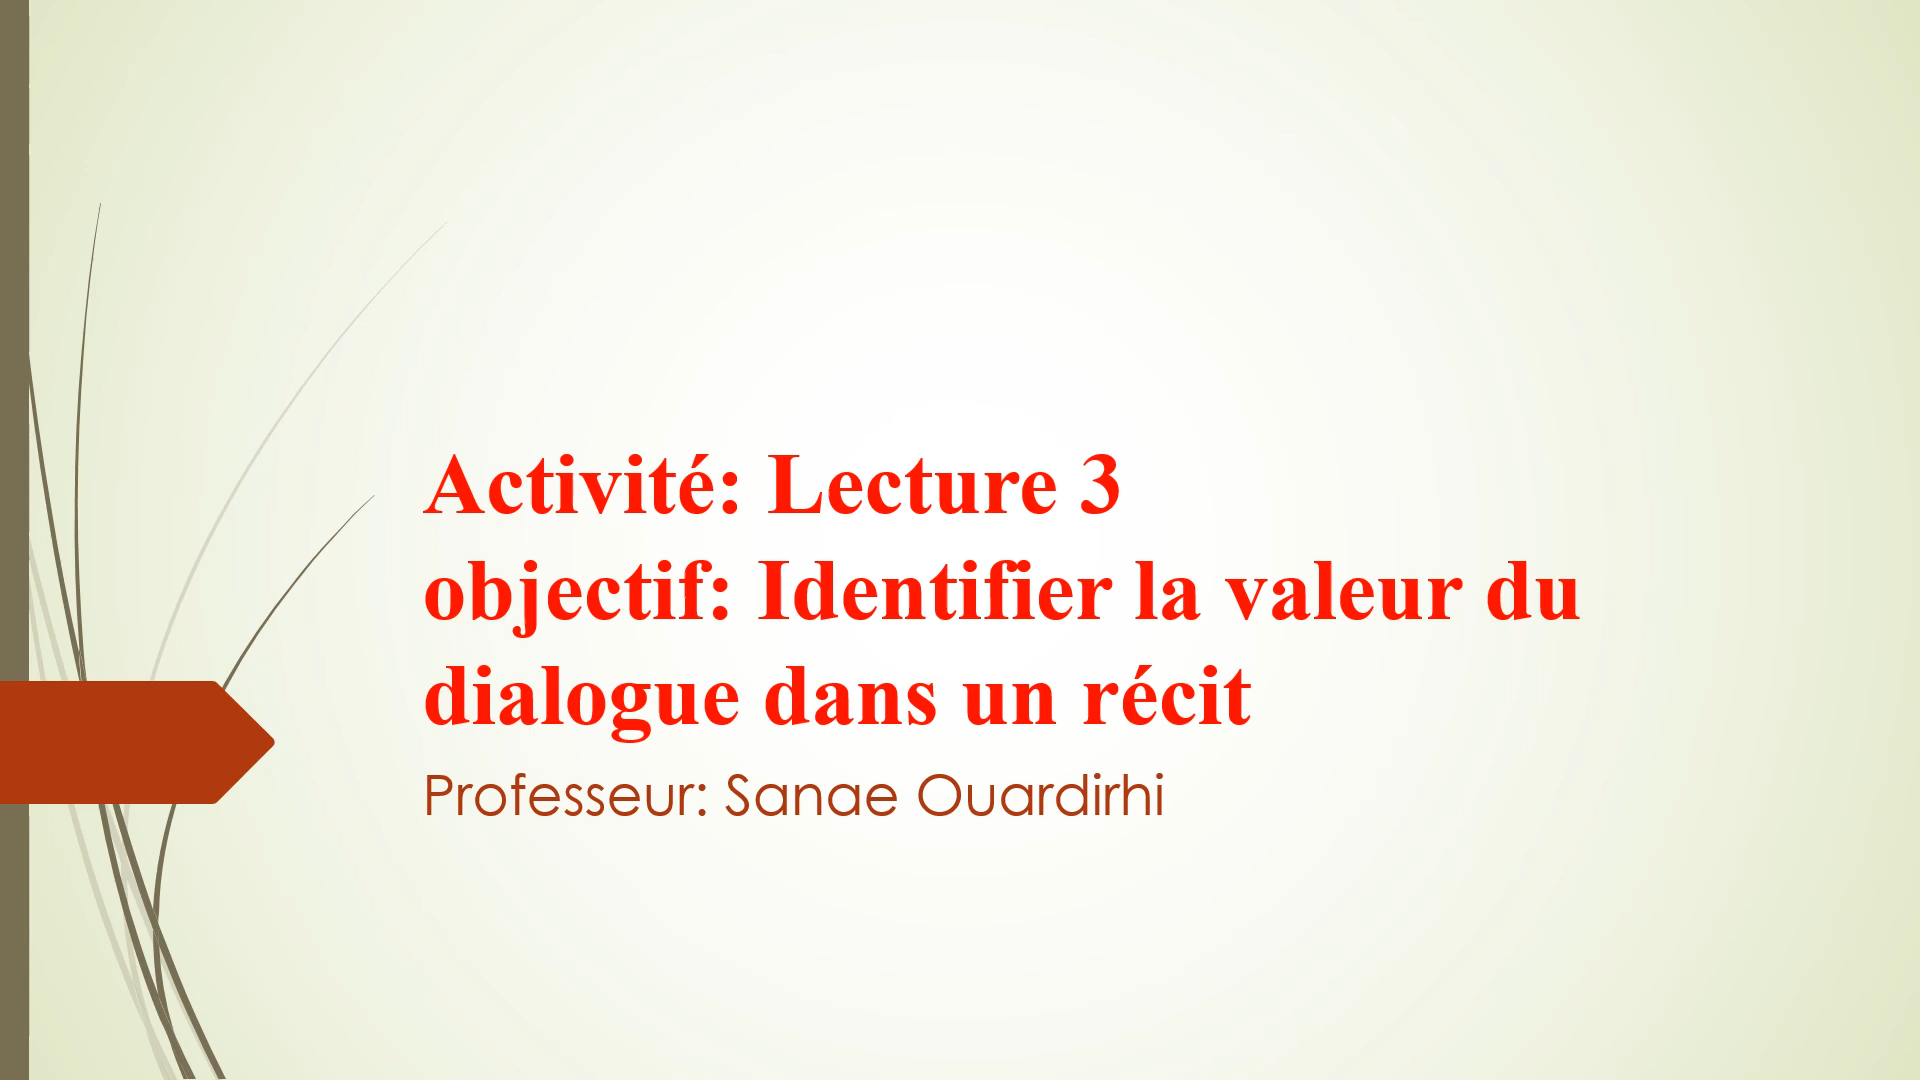 Activité: Lecture 3
objectif: Identifier la valeur du
dialogue dans un récit
Professeur: Sanae Ouardirhi